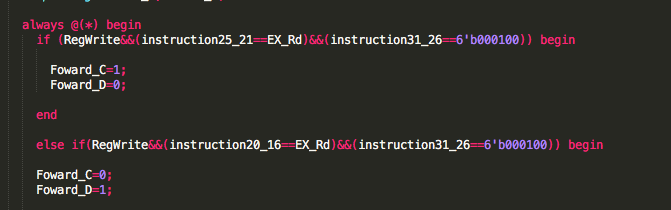 always @(*) begin
if (RegWrite&&(instruction25_21==EX_Rd)&&(instruction31_26==6'b000100)) begin
Foward_C=1;
Foward_D=0;
end
else if(RegWrite&&(instruction20_16==EX_Rd)&&(instruction31_26==6'b000100)) begin
Foward_C=0;
Foward_D=1;